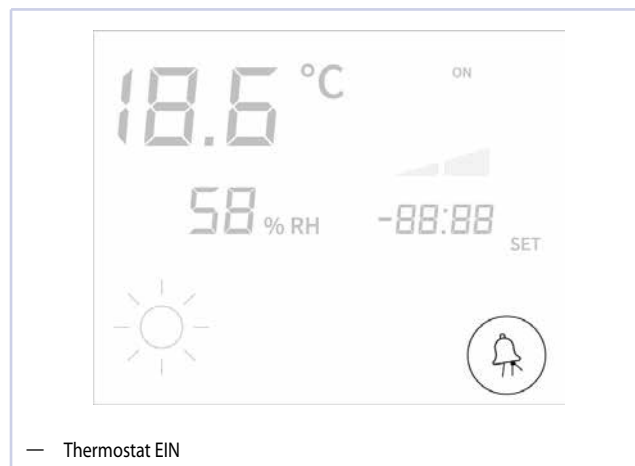 18.6 °C
ON
58 % RH
-88:88
SET
— Thermostat EIN